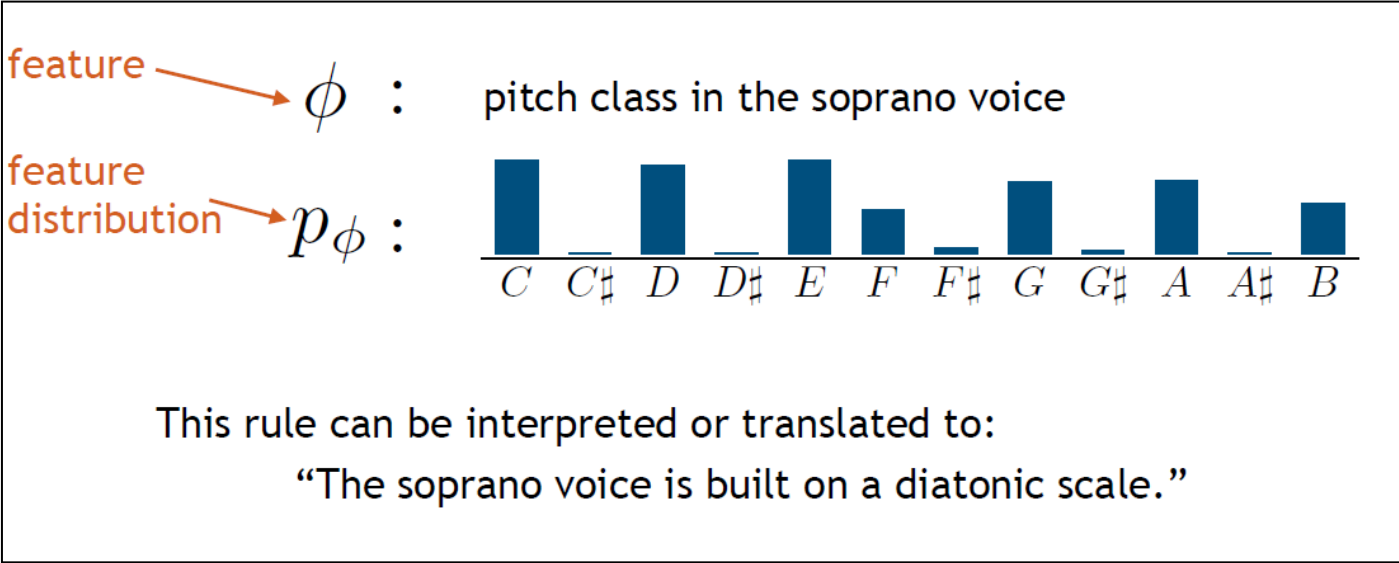 feature
ϕ : pitch class in the soprano voice
feature
distribution
p_ϕ :
C C♯ D D♯ E F F♯ G G♯ A A♯ B
This rule can be interpreted or translated to:
“The soprano voice is built on a diatonic scale.”